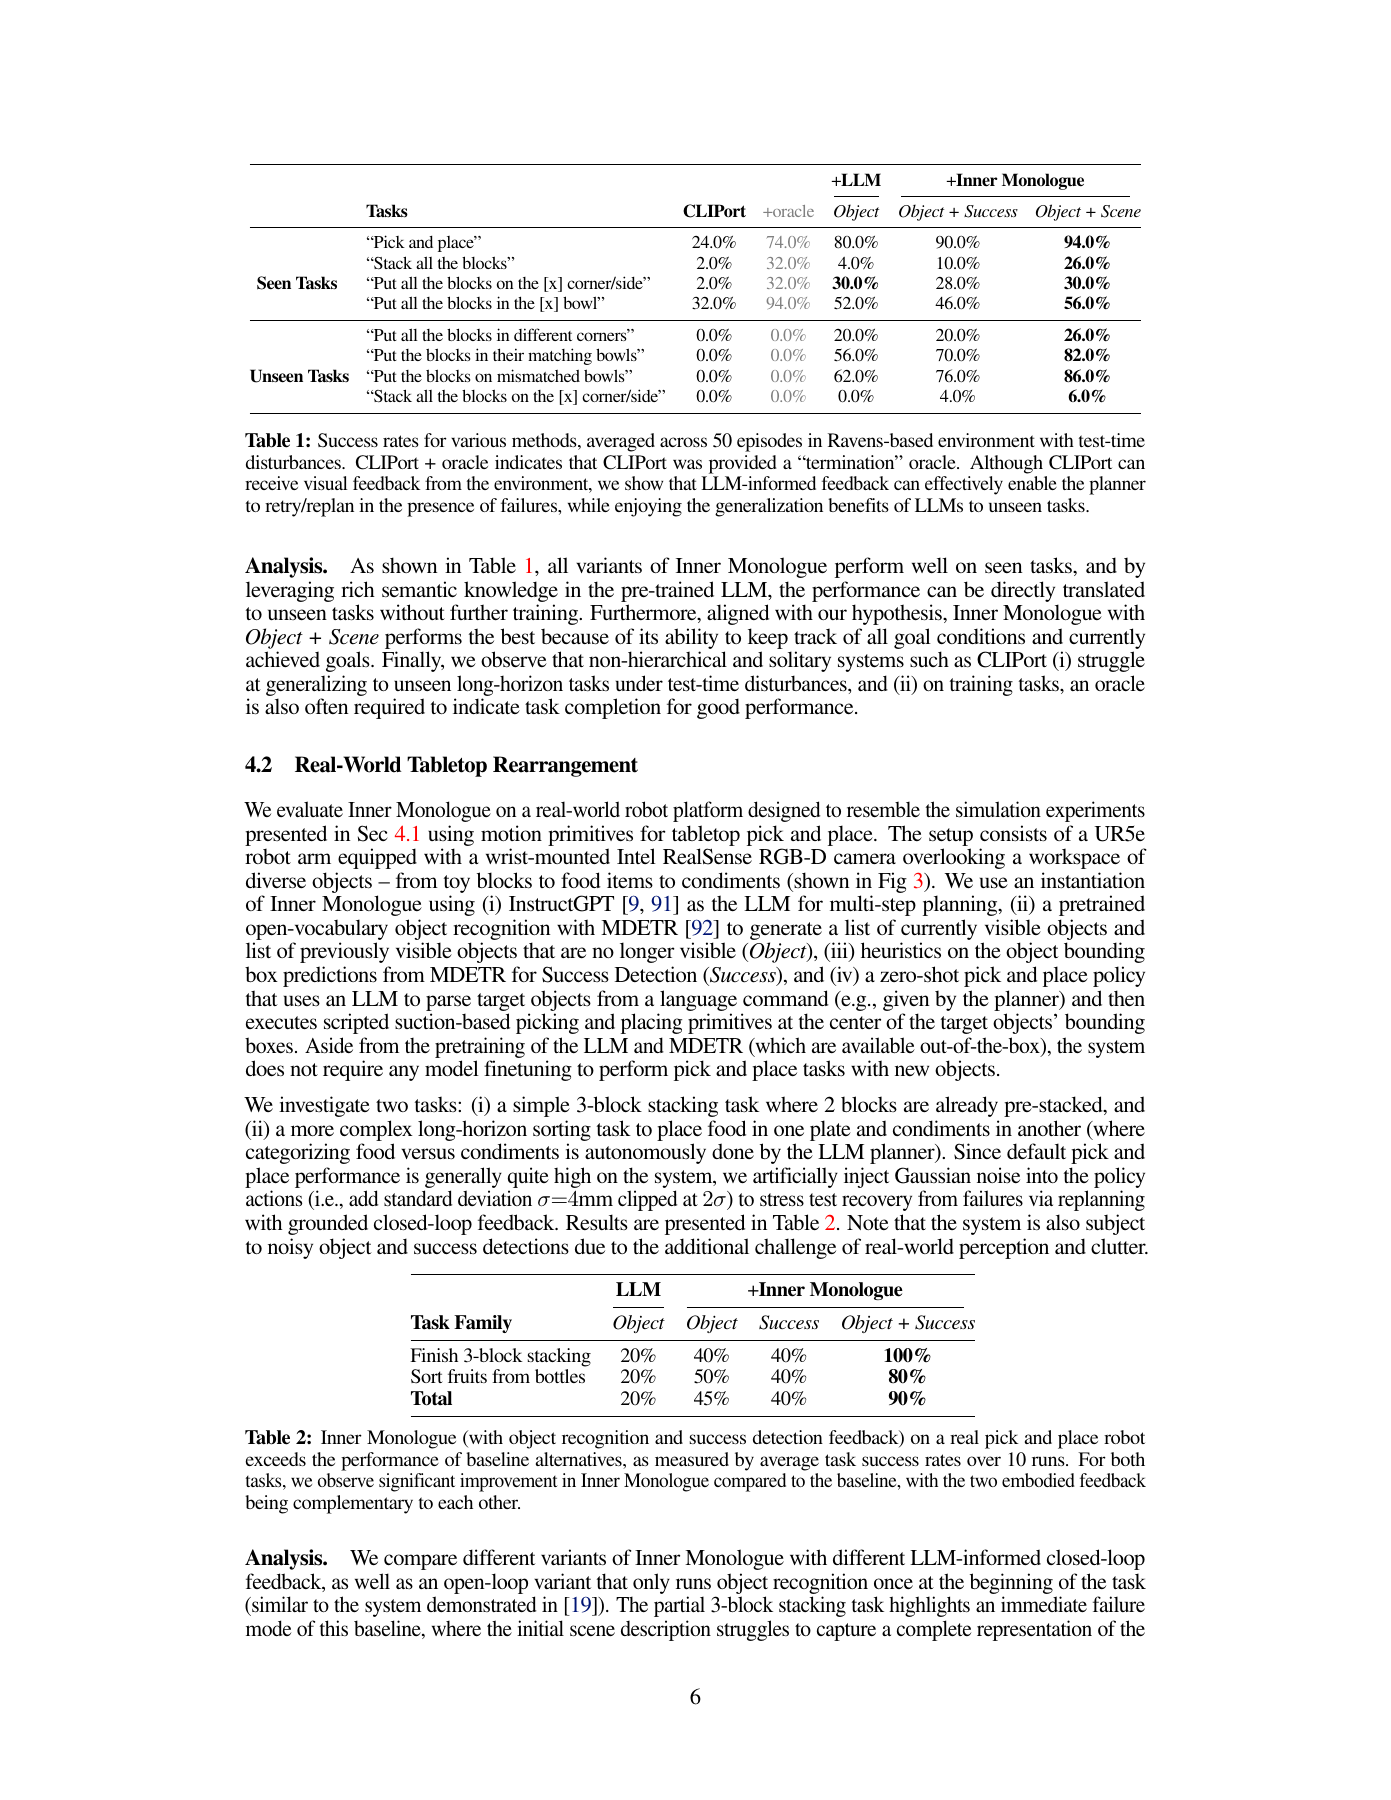 +LLM +Inner Monologue
Tasks CLIPort +oracle Object Object + Success Object + Scene
“Pick and place” 24.0% 74.0% 80.0% 90.0% 94.0%
“Stack all the blocks” 2.0% 32.0% 4.0% 10.0% 26.0%
Seen Tasks “Put all the blocks on the [x] corner/side” 2.0% 32.0% 30.0% 28.0% 30.0%
“Put all the blocks in the [x] bowl” 32.0% 94.0% 52.0% 46.0% 56.0%
“Put all the blocks in different corners” 0.0% 0.0% 20.0% 20.0% 26.0%
“Put the blocks in their matching bowls” 0.0% 0.0% 56.0% 70.0% 82.0%
Unseen Tasks “Put the blocks on mismatched bowls” 0.0% 0.0% 62.0% 76.0% 86.0%
“Stack all the blocks on the [x] corner/side” 0.0% 0.0% 0.0% 4.0% 6.0%
Table 1: Success rates for various methods, averaged across 50 episodes in Ravens-based environment with test-time
disturbances. CLIPort + oracle indicates that CLIPort was provided a “termination” oracle. Although CLIPort can
receive visual feedback from the environment, we show that LLM-informed feedback can effectively enable the planner
to retry/replan in the presence of failures, while enjoying the generalization benefits of LLMs to unseen tasks.
Analysis. As shown in Table 1, all variants of Inner Monologue perform well on seen tasks, and by
leveraging rich semantic knowledge in the pre-trained LLM, the performance can be directly translated
to unseen tasks without further training. Furthermore, aligned with our hypothesis, Inner Monologue with
Object + Scene performs the best because of its ability to keep track of all goal conditions and currently
achieved goals. Finally, we observe that non-hierarchical and solitary systems such as CLIPort (i) struggle
at generalizing to unseen long-horizon tasks under test-time disturbances, and (ii) on training tasks, an oracle
is also often required to indicate task completion for good performance.
4.2 Real-World Tabletop Rearrangement
We evaluate Inner Monologue on a real-world robot platform designed to resemble the simulation experiments
presented in Sec 4.1 using motion primitives for tabletop pick and place. The setup consists of a UR5e
robot arm equipped with a wrist-mounted Intel RealSense RGB-D camera overlooking a workspace of
diverse objects – from toy blocks to food items to condiments (shown in Fig 3). We use an instantiation
of Inner Monologue using (i) InstructGPT [9, 91] as the LLM for multi-step planning, (ii) a pretrained
open-vocabulary object recognition with MDETR [92] to generate a list of currently visible objects and
list of previously visible objects that are no longer visible (Object), (iii) heuristics on the object bounding
box predictions from MDETR for Success Detection (Success), and (iv) a zero-shot pick and place policy
that uses an LLM to parse target objects from a language command (e.g., given by the planner) and then
executes scripted suction-based picking and placing primitives at the center of the target objects’ bounding
boxes. Aside from the pretraining of the LLM and MDETR (which are available out-of-the-box), the system
does not require any model finetuning to perform pick and place tasks with new objects.
We investigate two tasks: (i) a simple 3-block stacking task where 2 blocks are already pre-stacked, and
(ii) a more complex long-horizon sorting task to place food in one plate and condiments in another (where
categorizing food versus condiments is autonomously done by the LLM planner). Since default pick and
place performance is generally quite high on the system, we artificially inject Gaussian noise into the policy
actions (i.e., add standard deviation σ=4mm clipped at 2σ) to stress test recovery from failures via replanning
with grounded closed-loop feedback. Results are presented in Table 2. Note that the system is also subject
to noisy object and success detections due to the additional challenge of real-world perception and clutter.
LLM +Inner Monologue
Task Family Object Object Success Object + Success
Finish 3-block stacking 20% 40% 40% 100%
Sort fruits from bottles 20% 50% 40% 80%
Total 20% 45% 40% 90%
Table 2: Inner Monologue (with object recognition and success detection feedback) on a real pick and place robot
exceeds the performance of baseline alternatives, as measured by average task success rates over 10 runs. For both
tasks, we observe significant improvement in Inner Monologue compared to the baseline, with the two embodied feedback
being complementary to each other.
Analysis. We compare different variants of Inner Monologue with different LLM-informed closed-loop
feedback, as well as an open-loop variant that only runs object recognition once at the beginning of the task
(similar to the system demonstrated in [19]). The partial 3-block stacking task highlights an immediate failure
mode of this baseline, where the initial scene description struggles to capture a complete representation of the
6